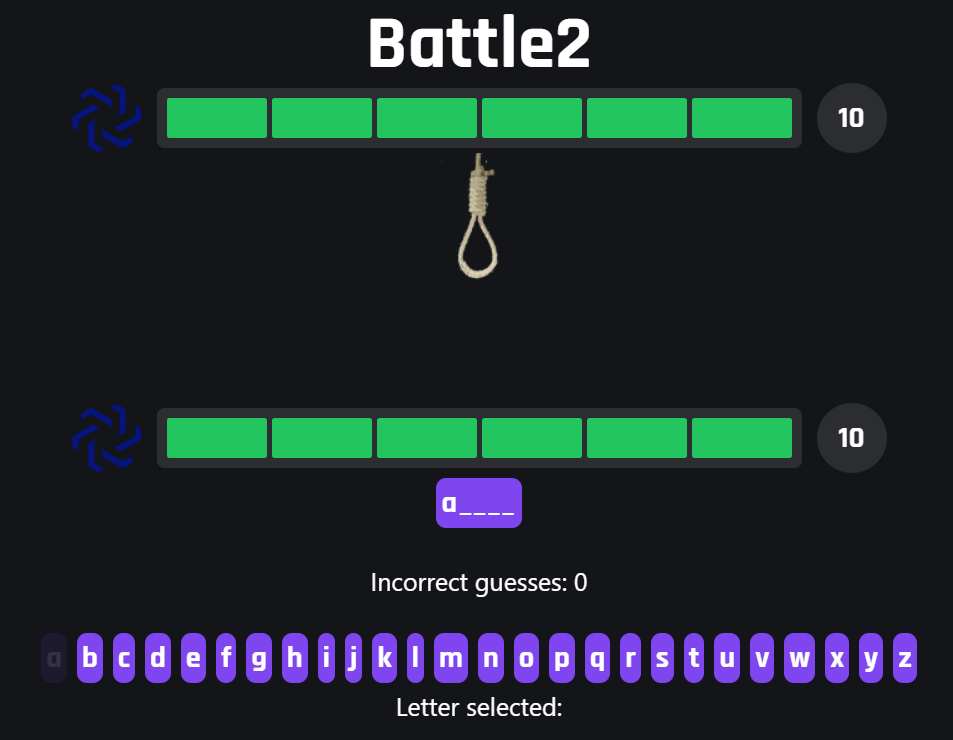 Battle2
10
10
a____
Incorrect guesses: 0
a b c d e f g h i j k l m n o p q r s t u v w x y z
Letter selected: